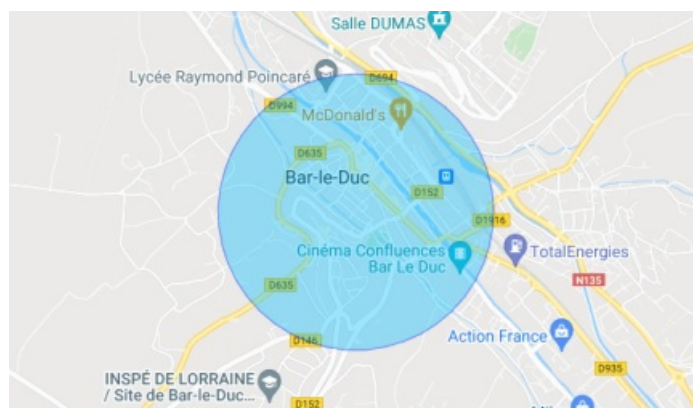 Salle DUMAS
Lycée Raymond Poincaré
D694
D994
McDonald's
D635
Bar-le-Duc
D152
D1916
Cinéma Confluences
Bar Le Duc
TotalEnergies
D635
N135
Action France
D146
D935
INSPÉ DE LORRAINE
/ Site de Bar-le-Duc...
D152